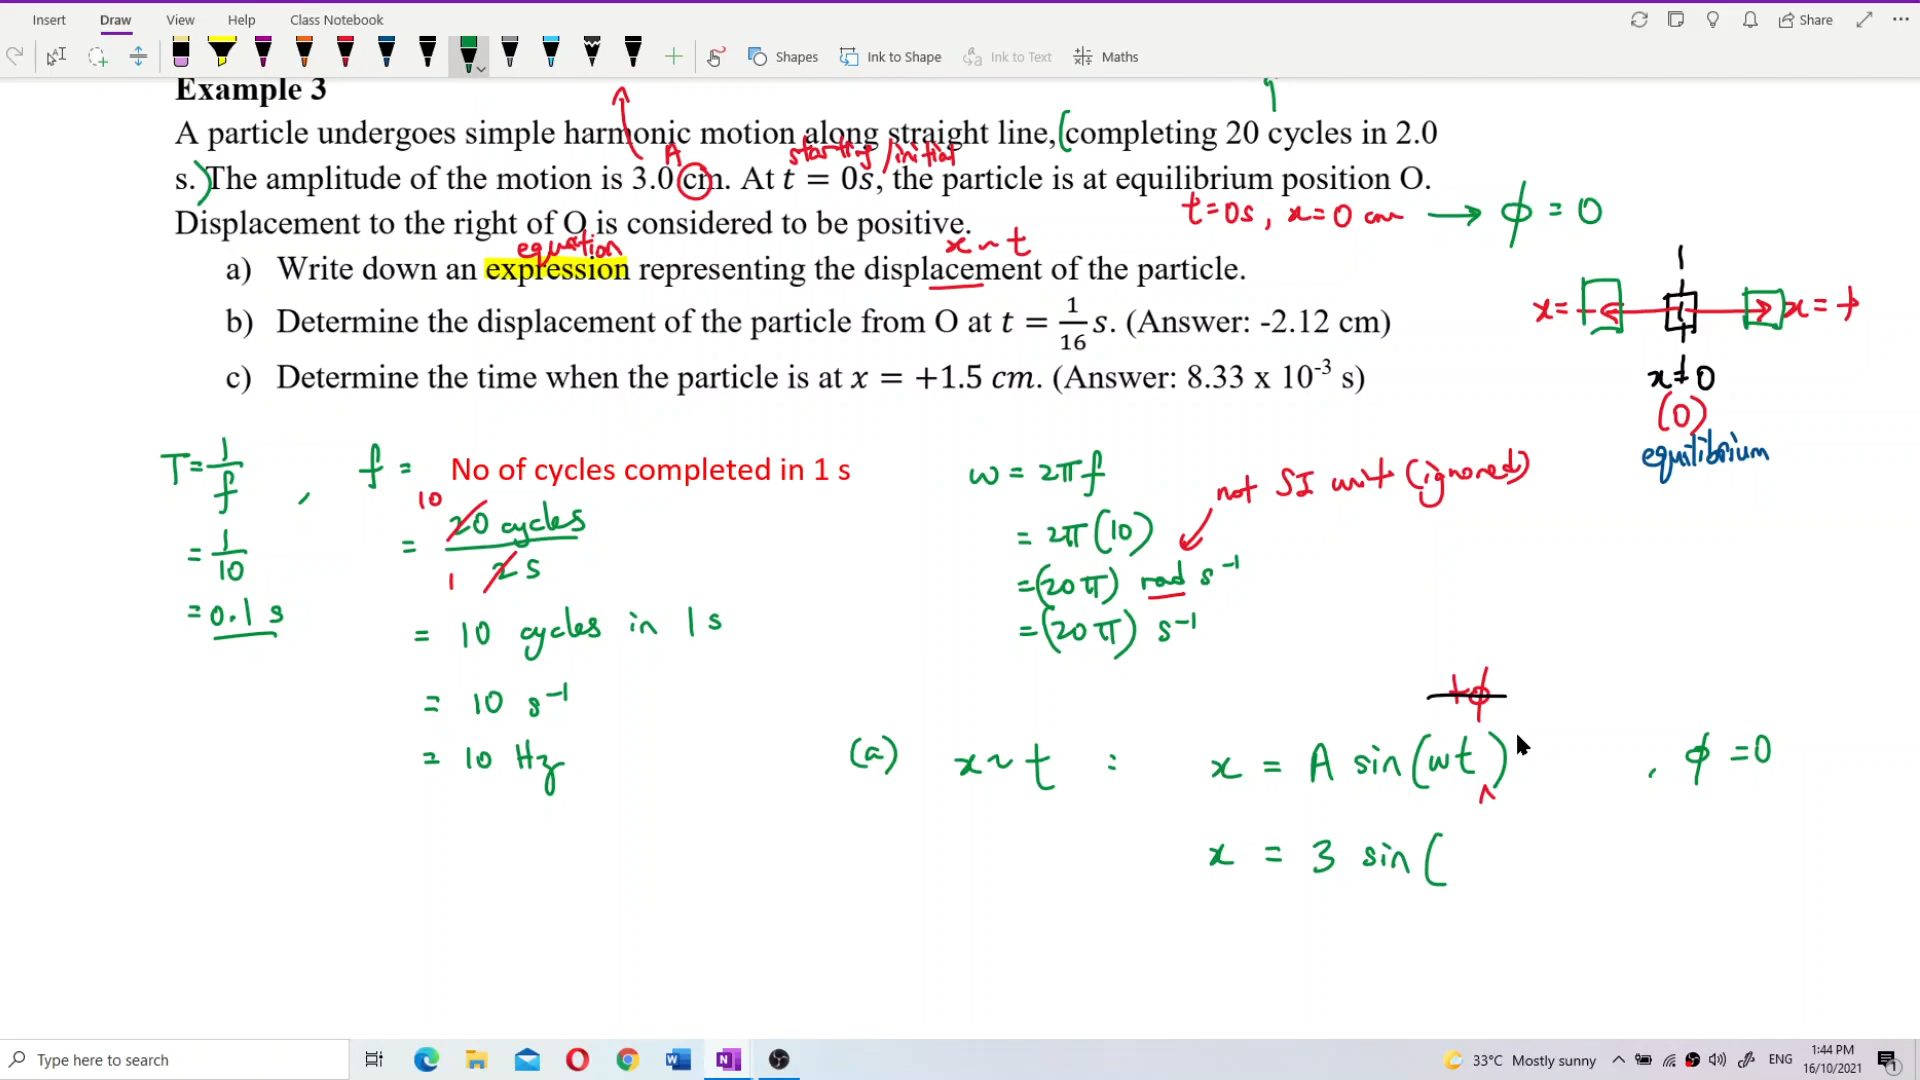 Insert Draw View Help Class Notebook Share
Shapes Ink to Shape Ink to Text Maths
Example 3
A particle undergoes simple harmonic motion along straight line, (completing 20 cycles in 2.0
A starting / initial
s.) The amplitude of the motion is 3.0 cm. At t = 0s, the particle is at equilibrium position O.
t=0s, x=0 cm → ϕ = 0
Displacement to the right of O is considered to be positive.
equation x ~ t
a) Write down an expression representing the displacement of the particle.
b) Determine the displacement of the particle from O at t = 1/16 s. (Answer: -2.12 cm)
x= - x = +
c) Determine the time when the particle is at x = +1.5 cm. (Answer: 8.33 x 10⁻³ s)
x=0
(O)
equilibrium
T = 1/f , f = No of cycles completed in 1 s
= 1/10
= 0.1 s
= 20 cycles / 2 s
10
1
= 10 cycles in 1 s
= 10 s⁻¹
= 10 Hz
ω = 2πf
not SI unit (ignored)
= 2π (10)
= (20π) rad s⁻¹
= (20π) s⁻¹
+ϕ
(a) x ~ t : x = A sin(ωt) , ϕ = 0
x = 3 sin(
Type here to search 33°C Mostly sunny ENG 1:44 PM
16/10/2021
1